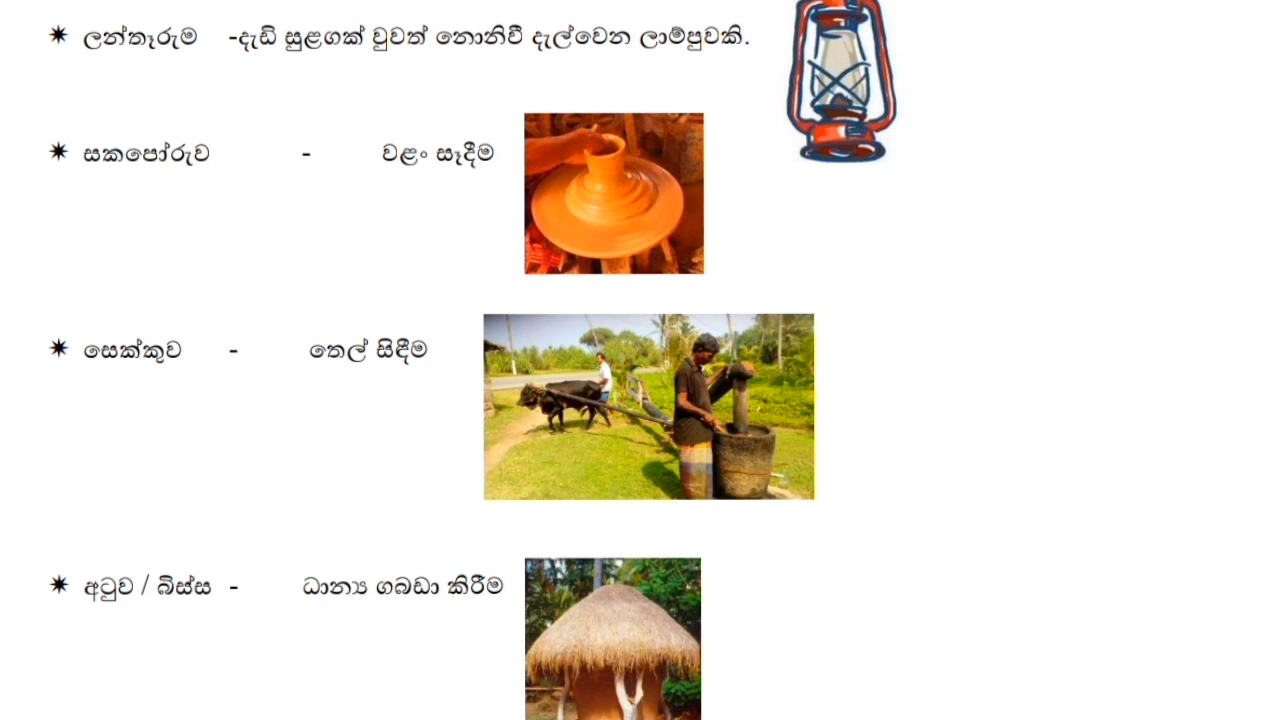 ✷ ලන්තෑරුම -දැඩි සුළගක් වුවත් නොනිවී දැල්වෙන ලාම්පුවකි.
✷ සකපෝරුව - වළං සෑදීම
✷ සෙක්කුව - තෙල් සිඳීම
✷ අටුව / බිස්ස - ධාන්‍ය ගබඩා කිරීම